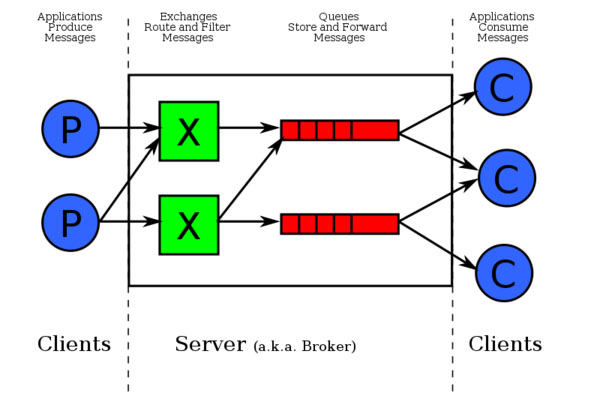 Applications
Produce
Messages
Exchanges
Route and Filter
Messages
Queues
Store and Forward
Messages
Applications
Consume
Messages
P
X
C
P
X
C
C
Clients
Server (a.k.a. Broker)
Clients